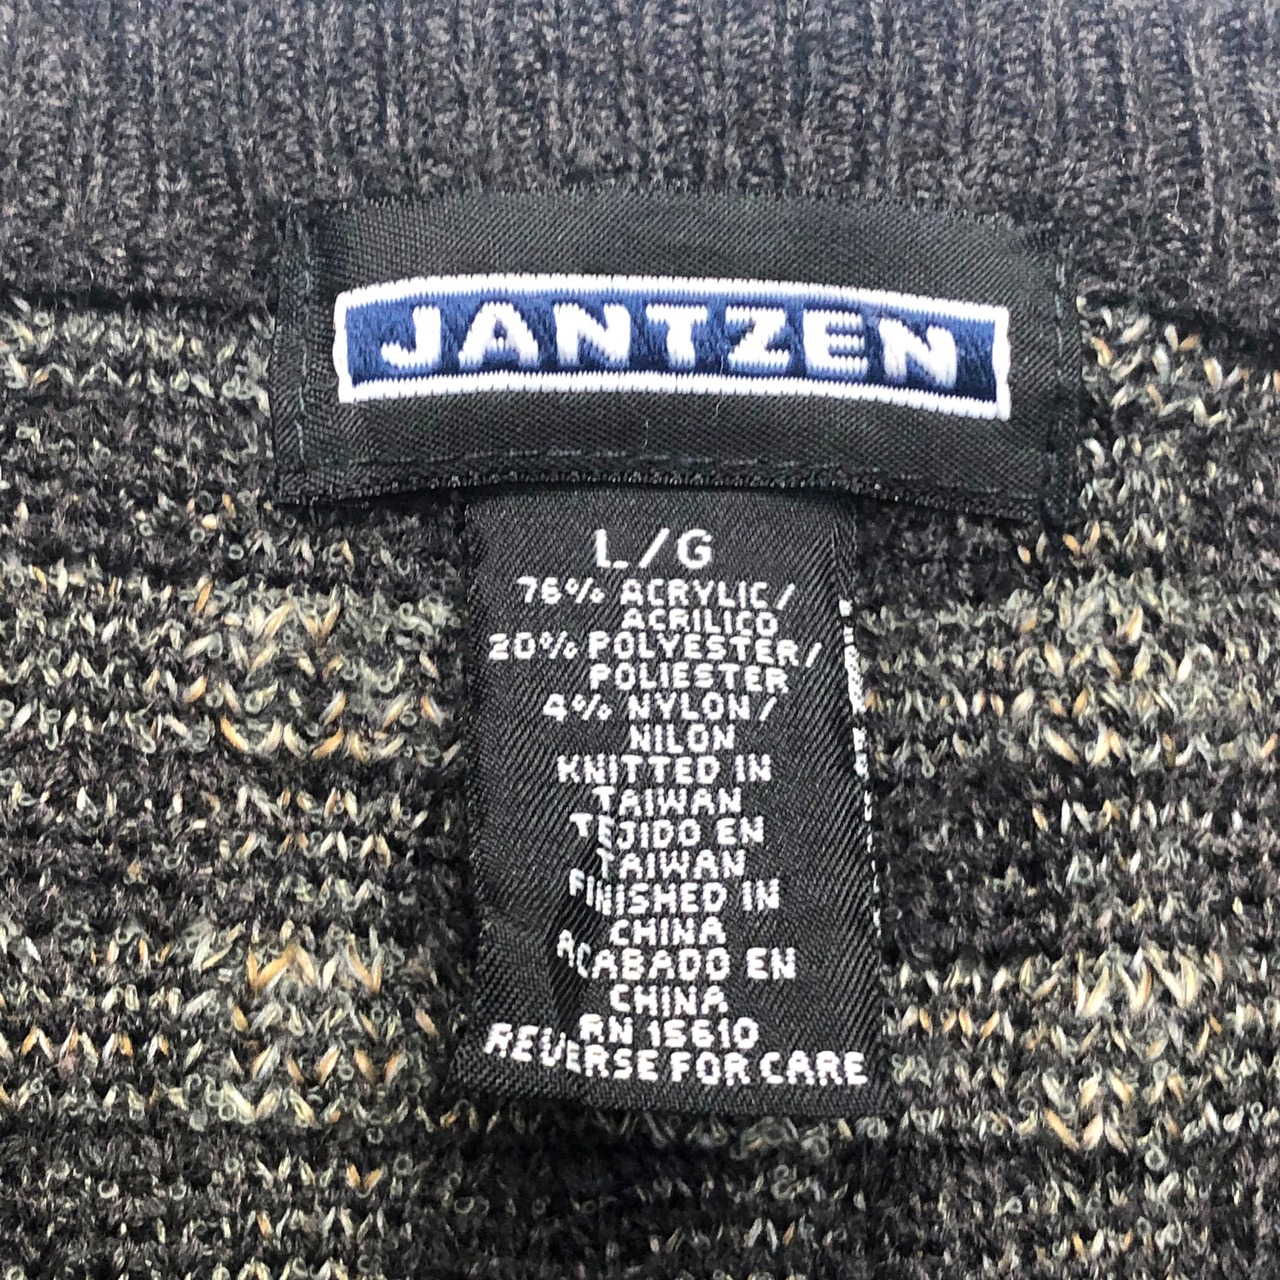 JANTZEN
L/G
76% ACRYLIC/
ACRILICO
20% POLYESTER/
POLIESTER
4% NYLON/
NILON
KNITTED IN
TAIWAN
TEJIDO EN
TAIWAN
FINISHED IN
CHINA
ACABADO EN
CHINA
RN 15610
REVERSE FOR CARE